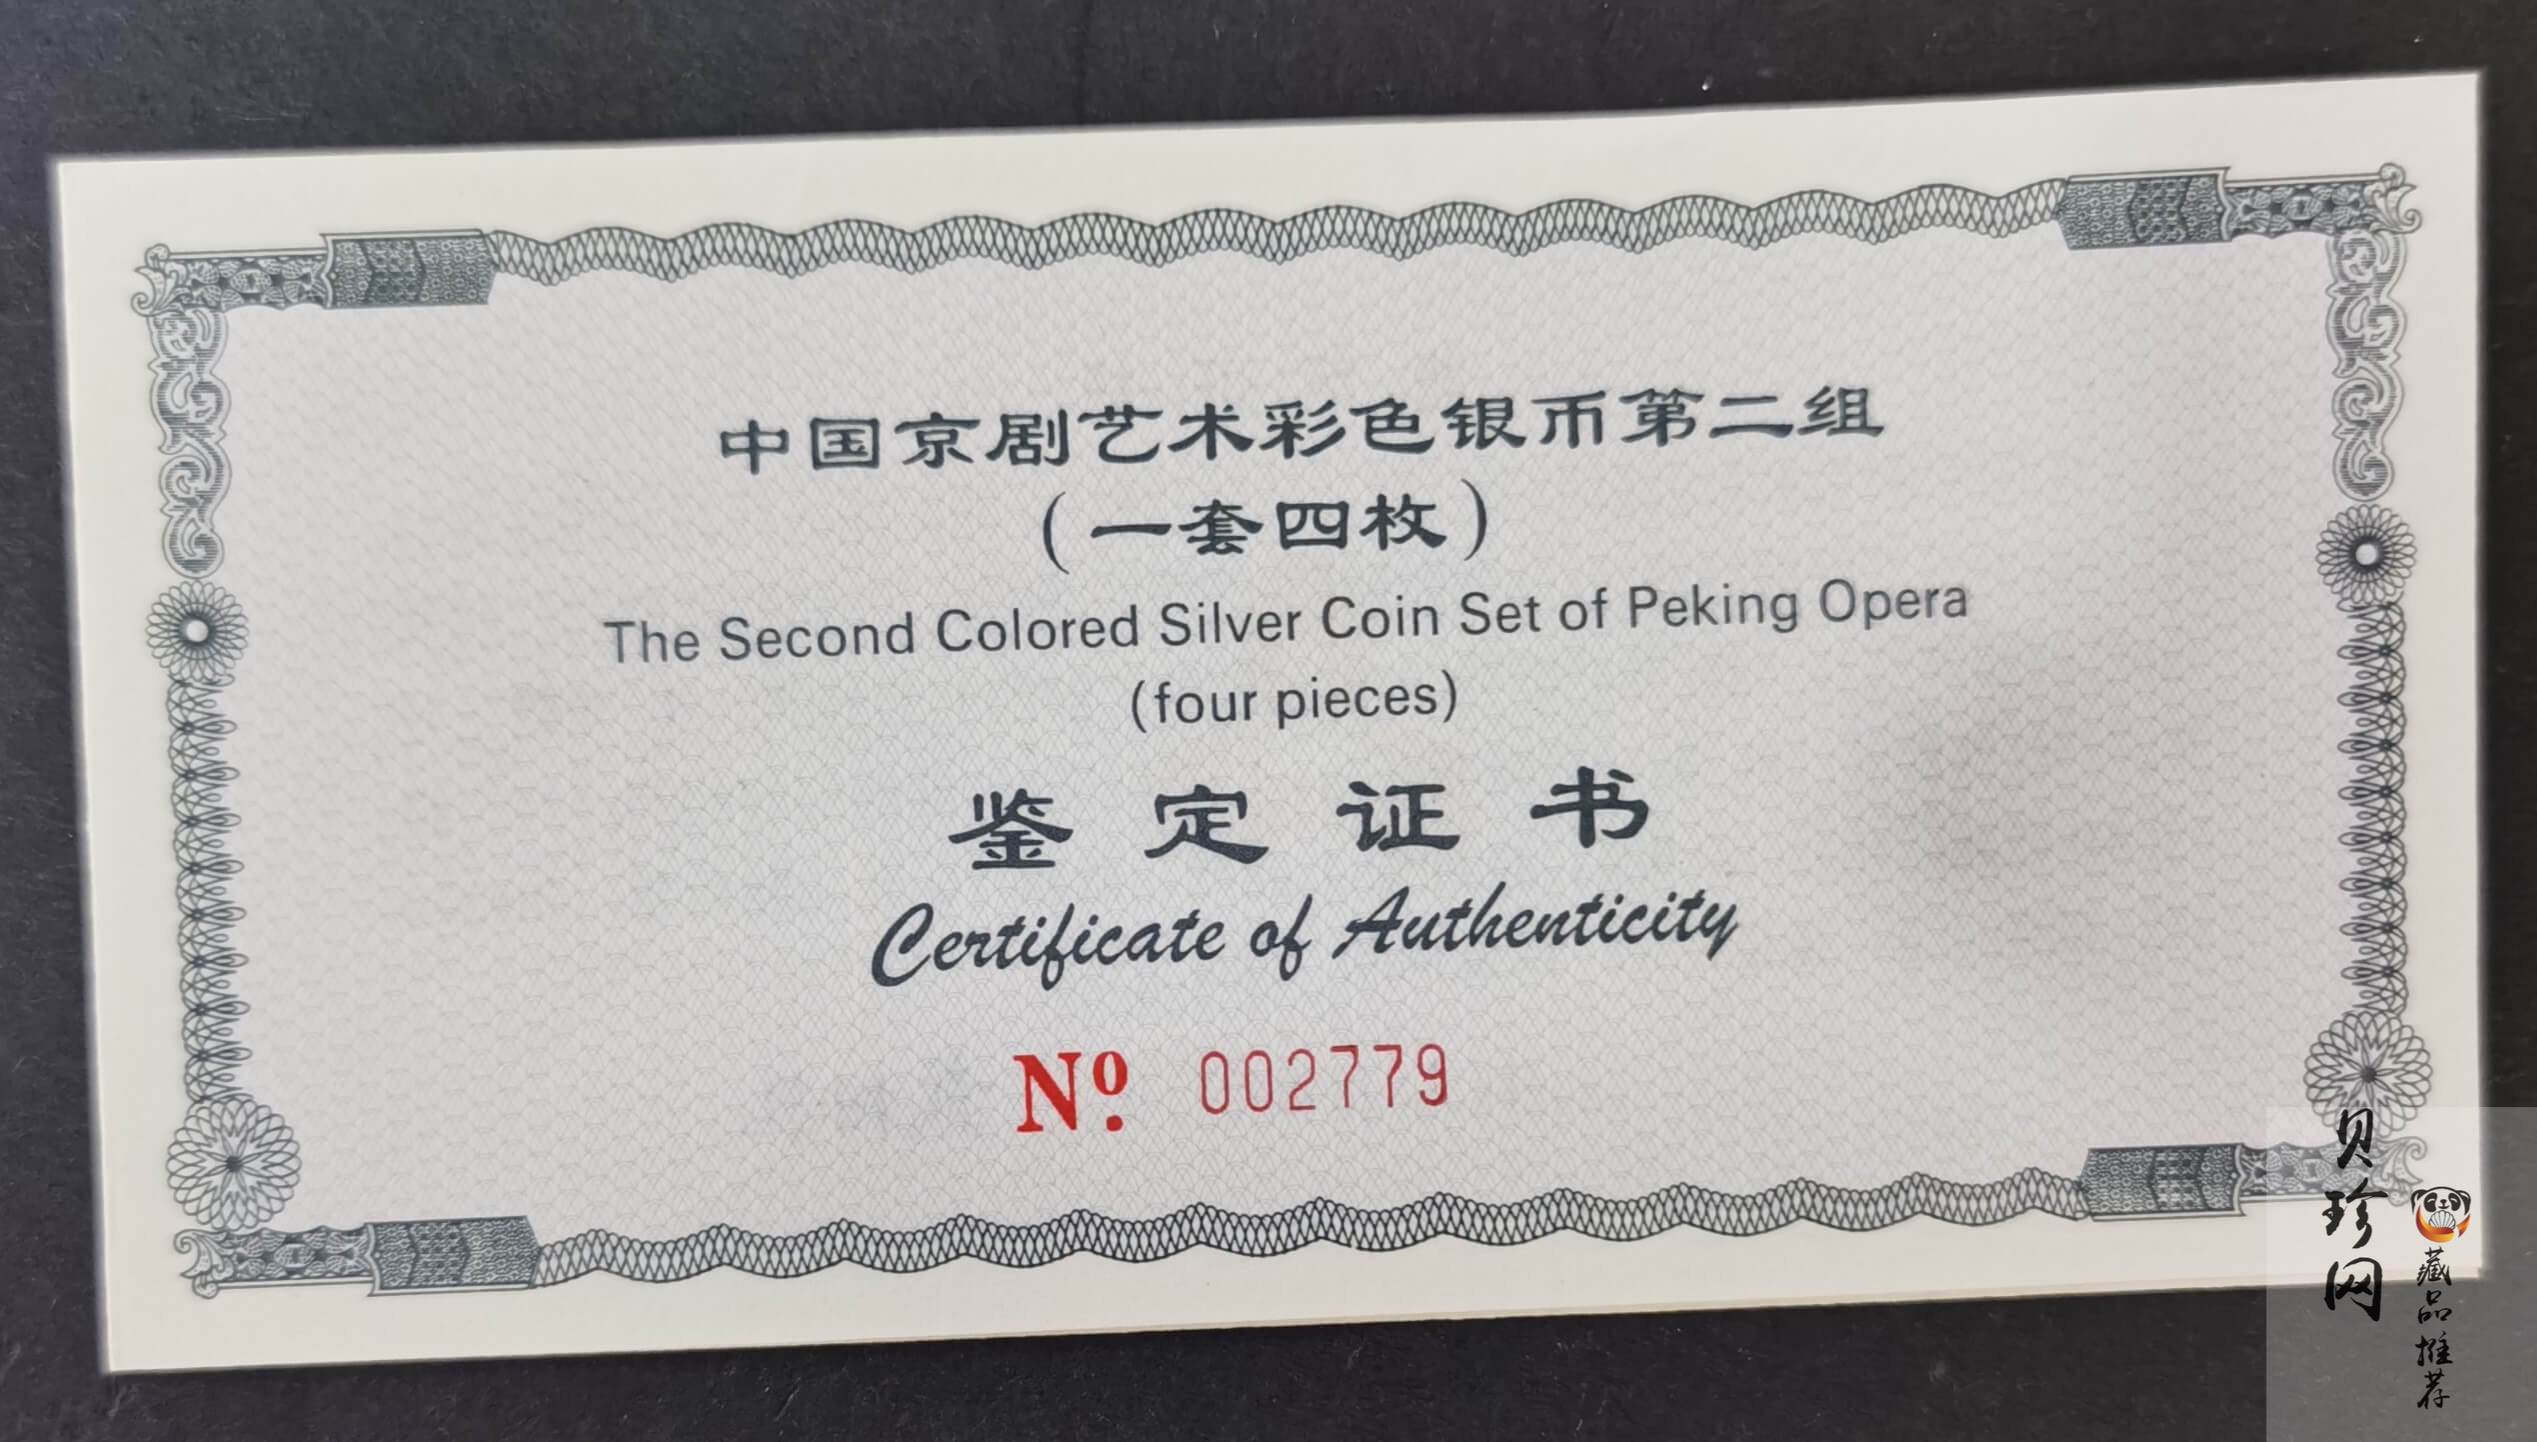 中国京剧艺术彩色银币第二组
(一套四枚)
The Second Colored Silver Coin Set of Peking Opera
(four pieces)
鉴定证书
Certificate of Authenticity
Nº. 002779
贝珍网
藏品推荐